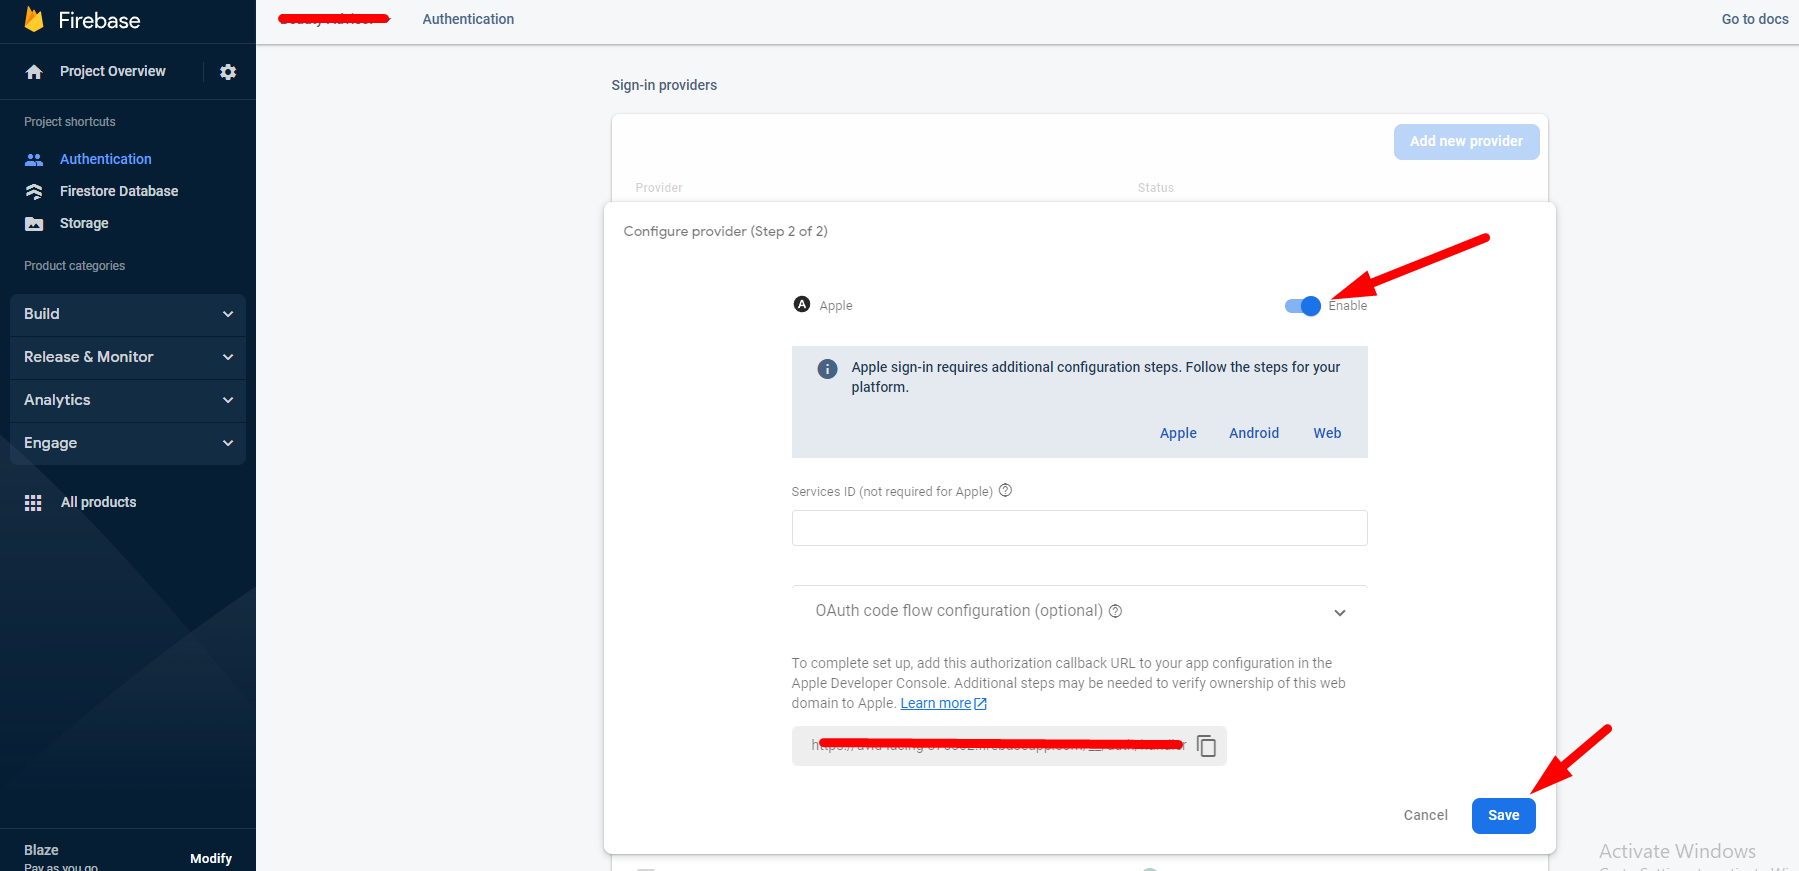 Firebase
Authentication
Go to docs
Project Overview
Project shortcuts
Authentication
Firestore Database
Storage
Product categories
Build
Release & Monitor
Analytics
Engage
All products
Blaze
Pay as you go
Modify
Sign-in providers
Add new provider
Provider
Status
Configure provider (Step 2 of 2)
Apple
Enable
Apple sign-in requires additional configuration steps. Follow the steps for your
platform.
Apple
Android
Web
Services ID (not required for Apple)
OAuth code flow configuration (optional)
To complete set up, add this authorization callback URL to your app configuration in the
Apple Developer Console. Additional steps may be needed to verify ownership of this web
domain to Apple. Learn more
Cancel
Save
Activate Windows